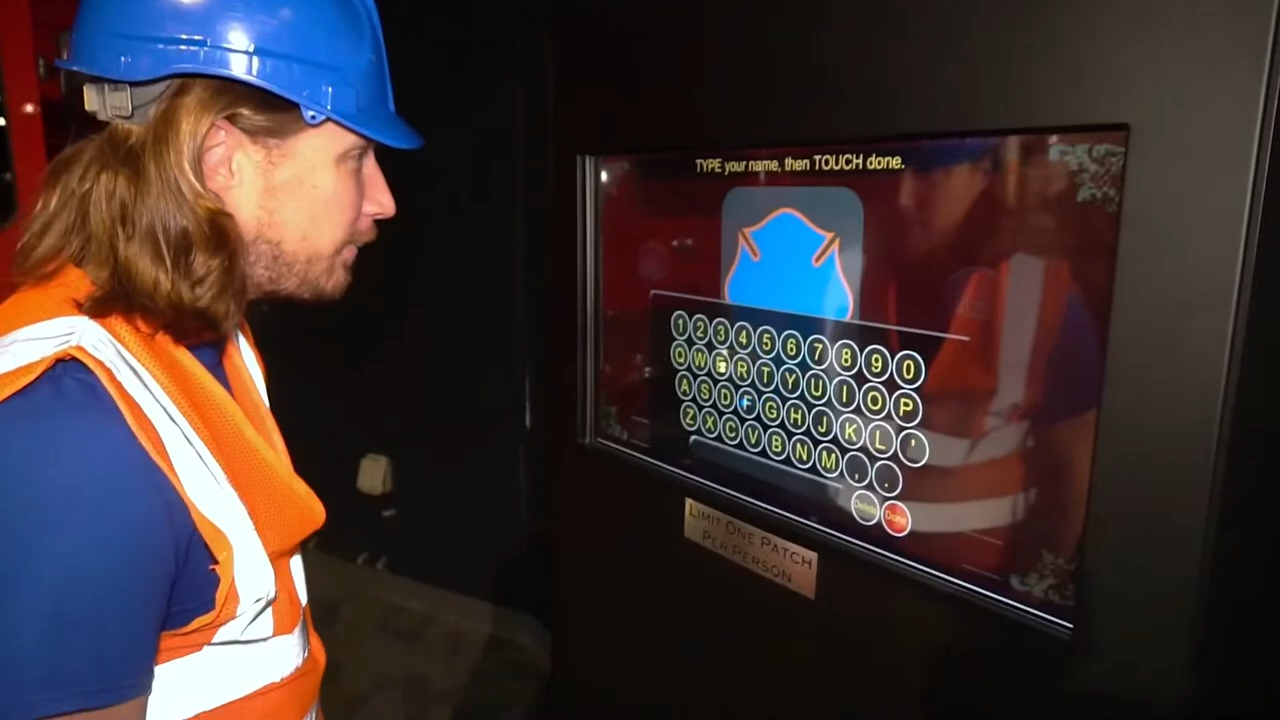 TYPE your name, then TOUCH done.
1 2 3 4 5 6 7 8 9 0
Q W E R T Y U I O P
A S D F G H J K L '
Z X C V B N M , .
Delete Done
LIMIT ONE PATCH
PER PERSON